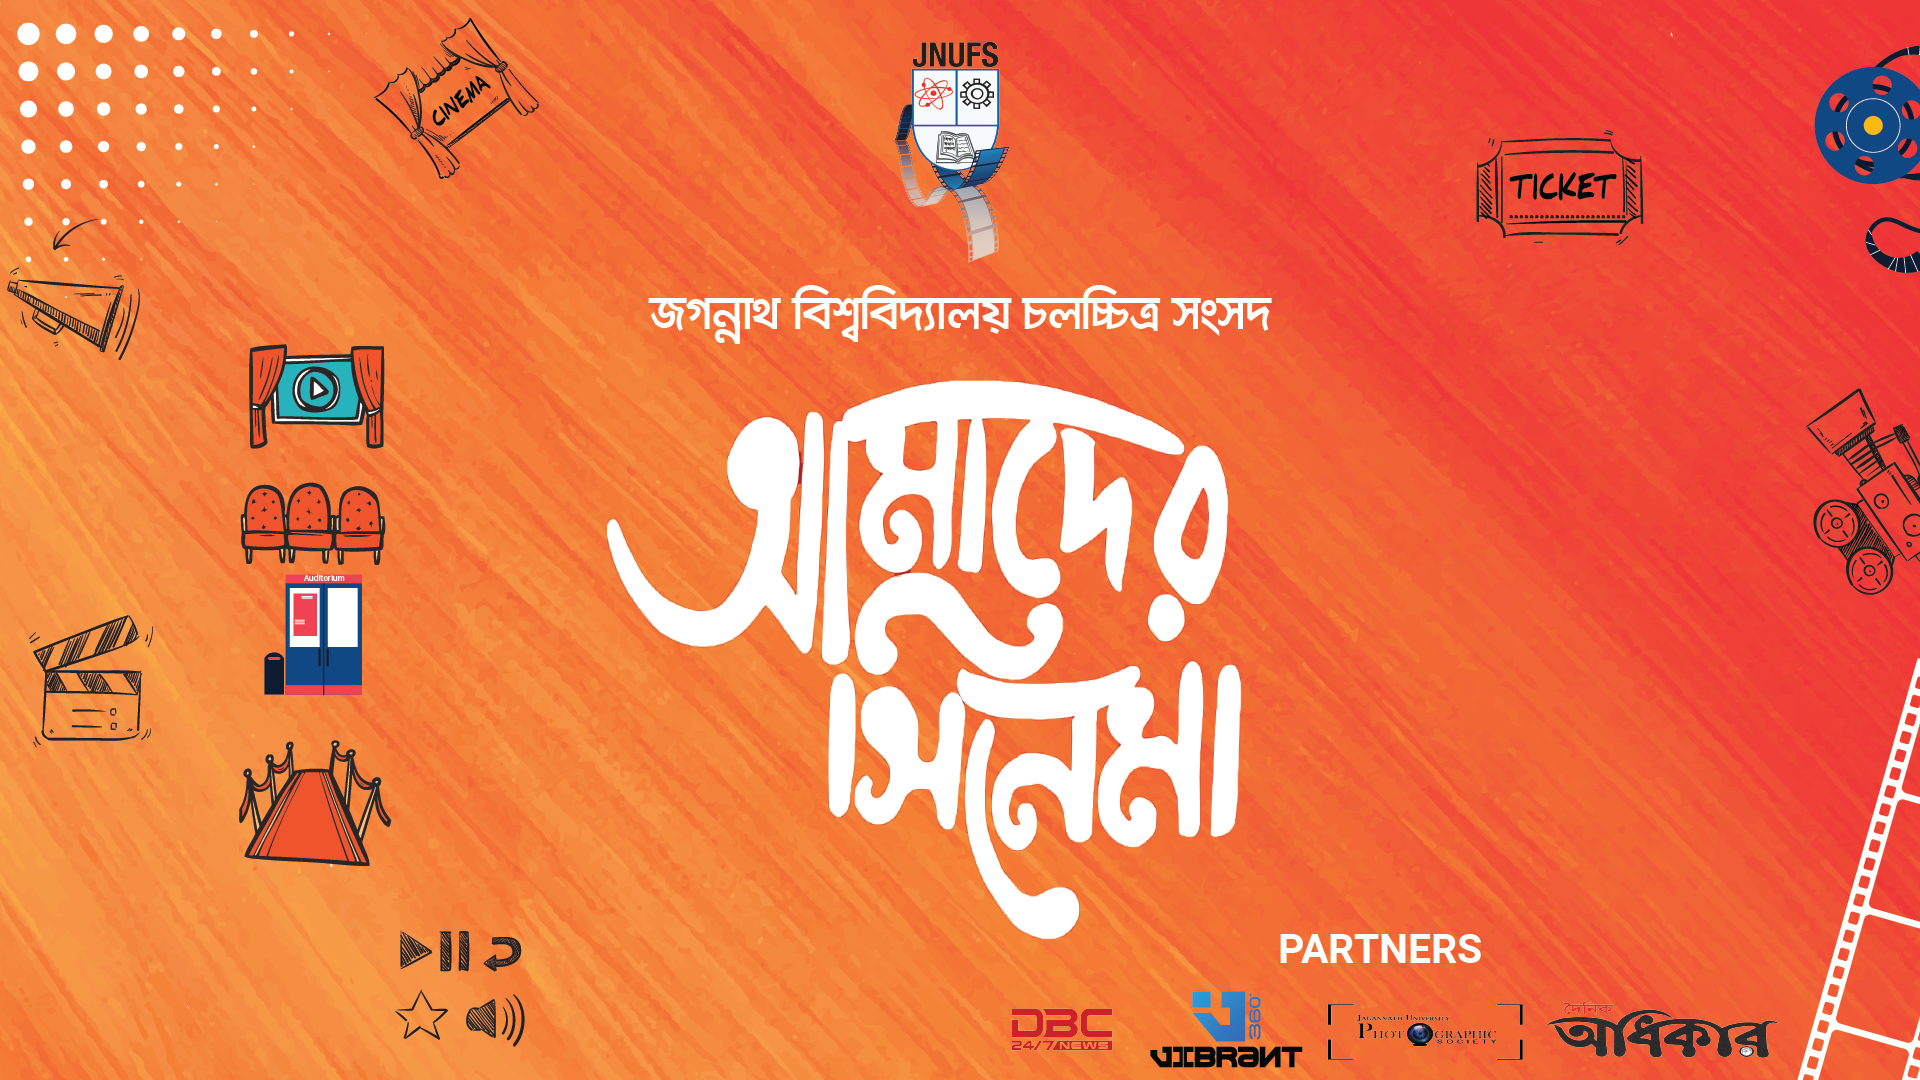 JNUFS
CINEMA
TICKET
জগন্নাথ বিশ্ববিদ্যালয় চলচ্চিত্র সংসদ
আমাদের
সিনেমা
Auditorium
PARTNERS
DBC
24/7 NEWS
360°
VIBRANT
JAGANNATH UNIVERSITY
PHOTOGRAPHIC
SOCIETY
দৈনিক
অধিকার